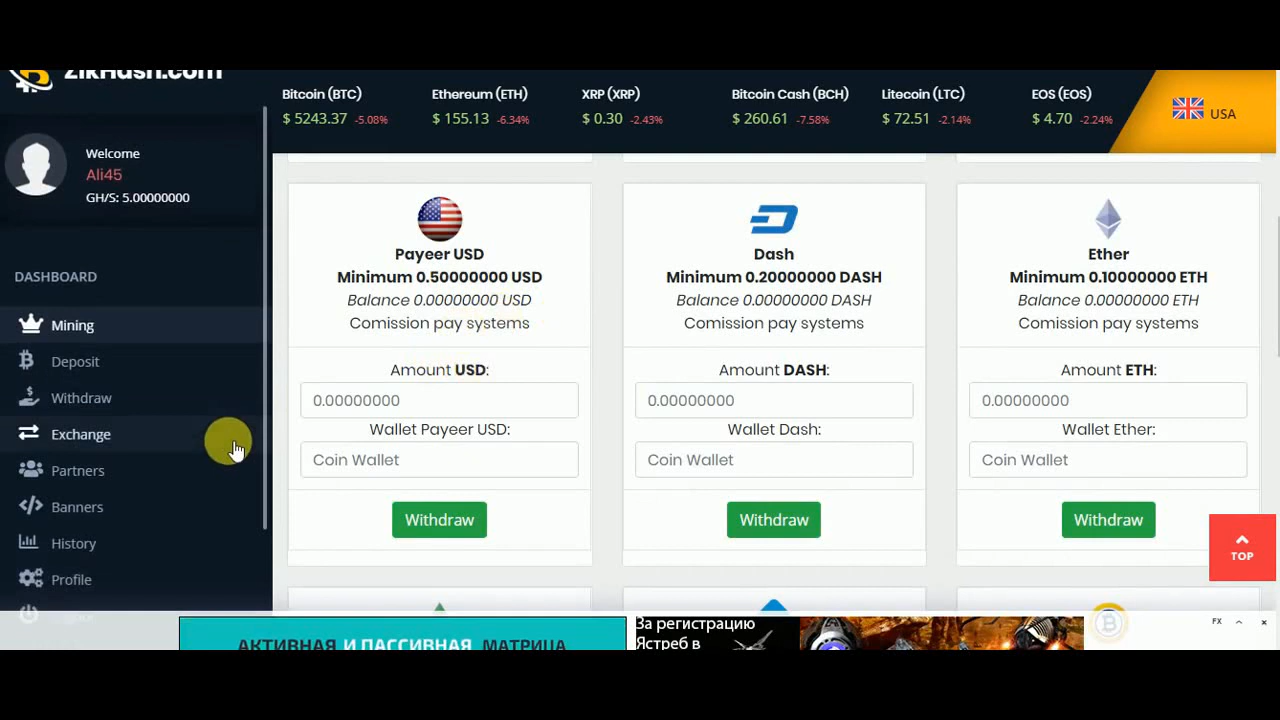 ZikHash.com
Bitcoin (BTC)
$ 5243.37 -5.08%
Ethereum (ETH)
$ 155.13 -6.34%
XRP (XRP)
$ 0.30 -2.43%
Bitcoin Cash (BCH)
$ 260.61 -7.58%
Litecoin (LTC)
$ 72.51 -2.14%
EOS (EOS)
$ 4.70 -2.24%
USA
Welcome
Ali45
GH/S: 5.00000000
DASHBOARD
Mining
Deposit
Withdraw
Exchange
Partners
Banners
History
Profile
Payeer USD
Minimum 0.50000000 USD
Balance 0.00000000 USD
Comission pay systems
Amount USD:
0.00000000
Wallet Payeer USD:
Coin Wallet
Withdraw
Dash
Minimum 0.20000000 DASH
Balance 0.00000000 DASH
Comission pay systems
Amount DASH:
0.00000000
Wallet Dash:
Coin Wallet
Withdraw
Ether
Minimum 0.10000000 ETH
Balance 0.00000000 ETH
Comission pay systems
Amount ETH:
0.00000000
Wallet Ether:
Coin Wallet
Withdraw
TOP
АКТИВНАЯ И ПАССИВНАЯ МАТРИЦА
За регистрацию
Ястреб в
FX